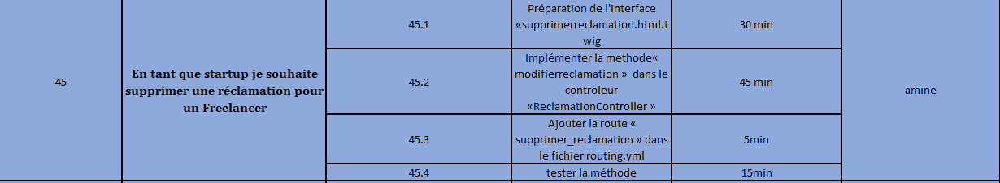 45
En tant que startup je souhaite
supprimer une réclamation pour
un Freelancer
45.1
Préparation de l'interface
«supprimerreclamation.html.t
wig
30 min
45.2
Implémenter la methode«
modifierreclamation »  dans le
controleur
«ReclamationController »
45 min
45.3
Ajouter la route «
supprimer_reclamation » dans
le fichier routing.yml
5min
45.4
tester la méthode
15min
amine